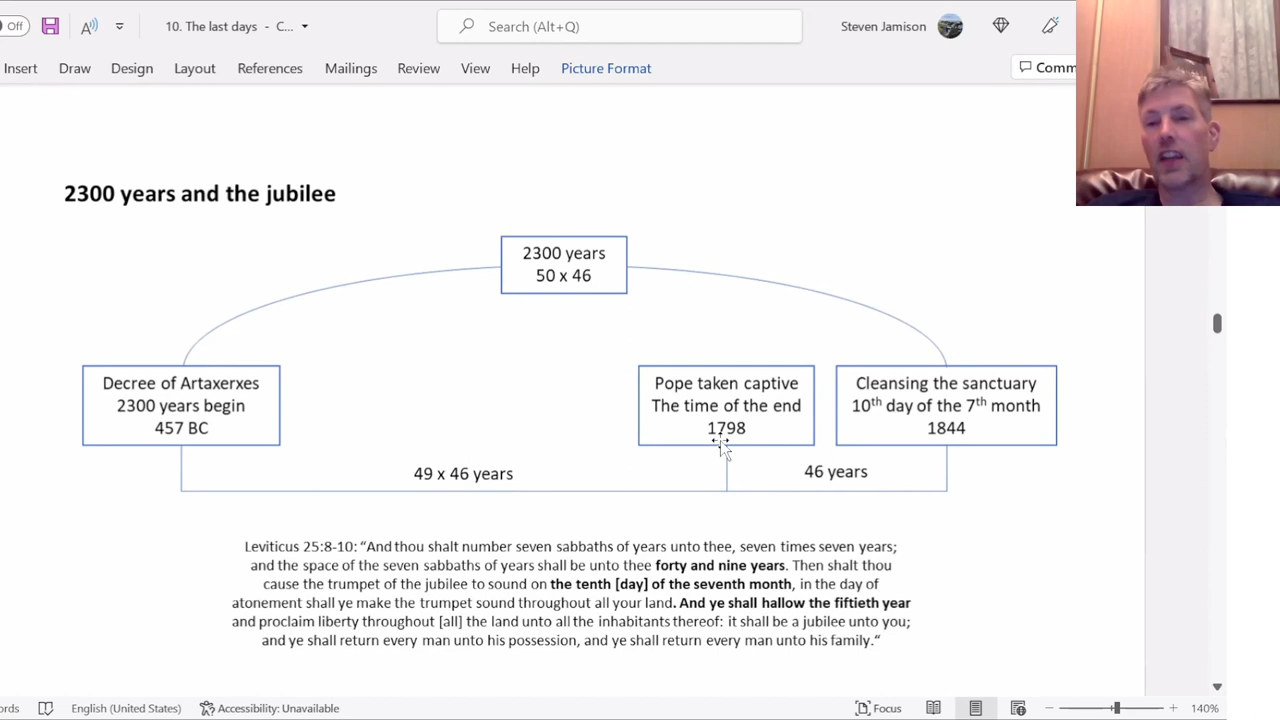 Off
10. The last days - C...
Search (Alt+Q)
Steven Jamison
Insert Draw Design Layout References Mailings Review View Help Picture Format
Comm
2300 years and the jubilee
2300 years
50 x 46
Decree of Artaxerxes
2300 years begin
457 BC
Pope taken captive
The time of the end
1798
Cleansing the sanctuary
10th day of the 7th month
1844
49 x 46 years
46 years
Leviticus 25:8-10: “And thou shalt number seven sabbaths of years unto thee, seven times seven years;
and the space of the seven sabbaths of years shall be unto thee forty and nine years. Then shalt thou
cause the trumpet of the jubilee to sound on the tenth [day] of the seventh month, in the day of
atonement shall ye make the trumpet sound throughout all your land. And ye shall hallow the fiftieth year
and proclaim liberty throughout [all] the land unto all the inhabitants thereof: it shall be a jubilee unto you;
and ye shall return every man unto his possession, and ye shall return every man unto his family.“
ords English (United States) Accessibility: Unavailable Focus 140%